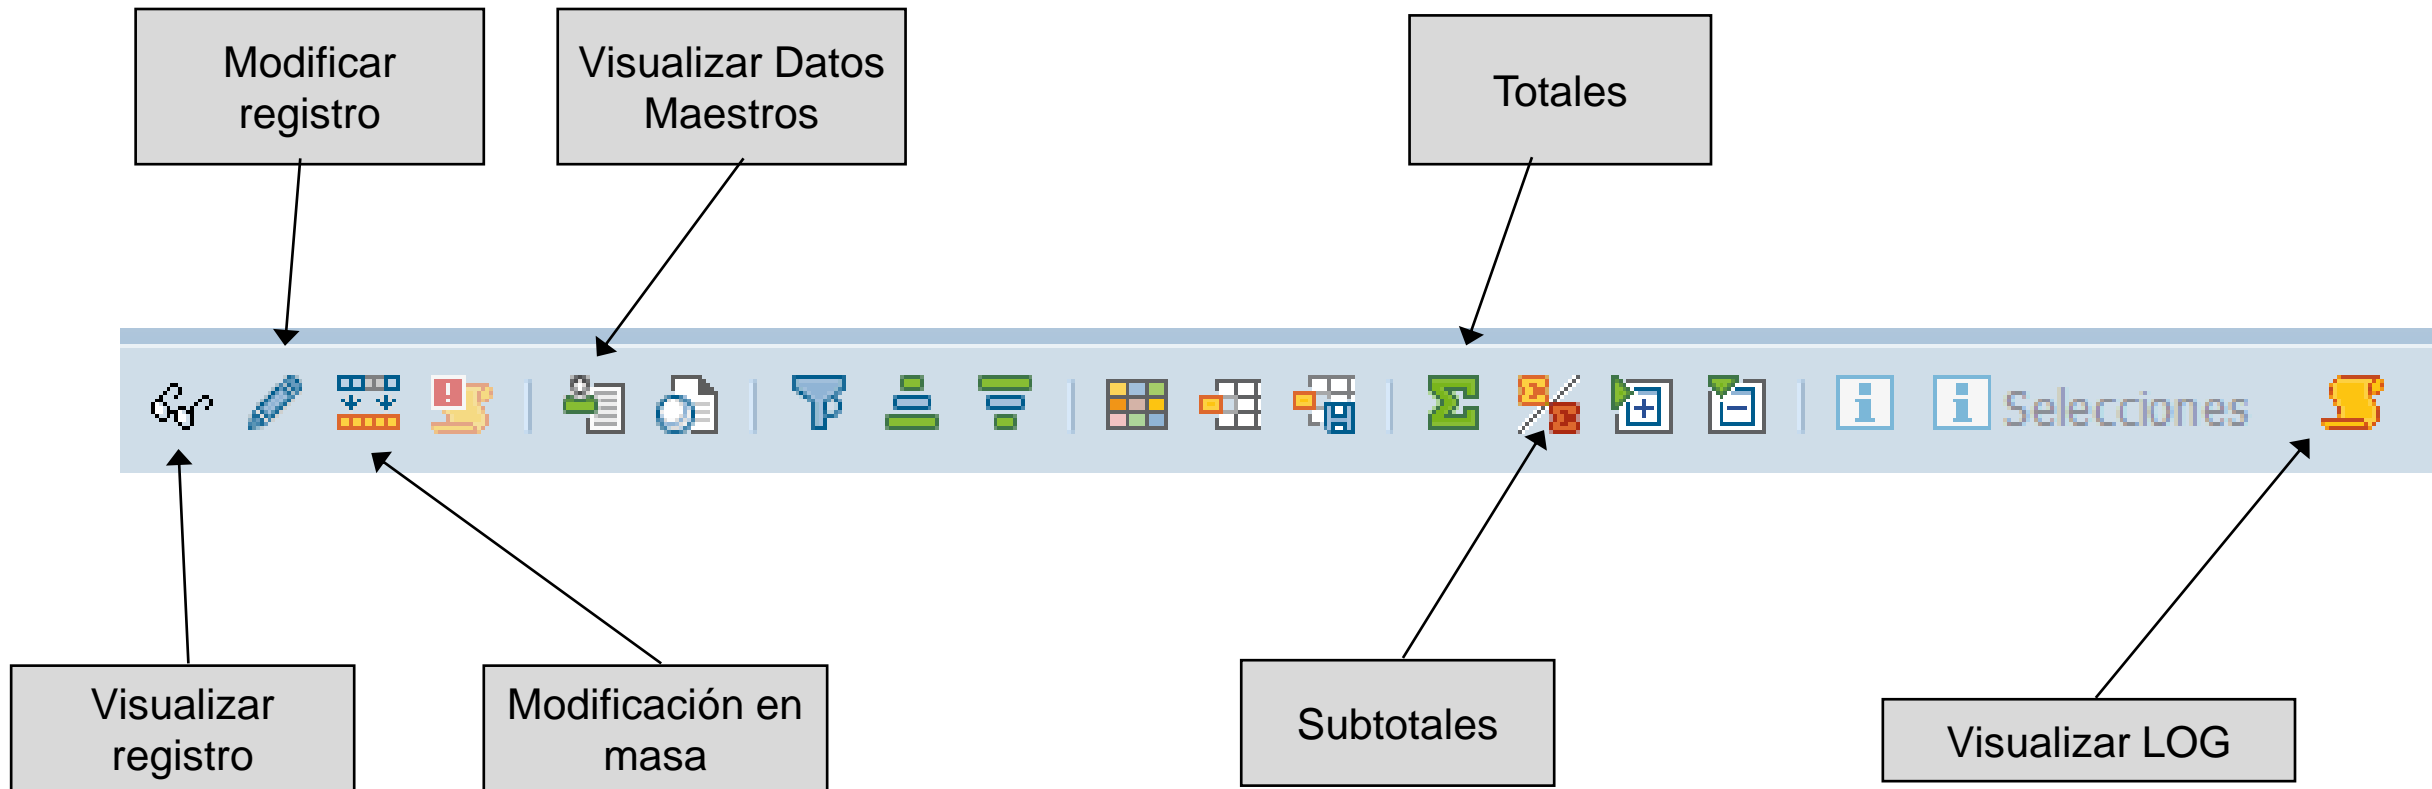 Modificar
registro
Visualizar Datos
Maestros
Totales
Selecciones
Visualizar
registro
Modificación en
masa
Subtotales
Visualizar LOG